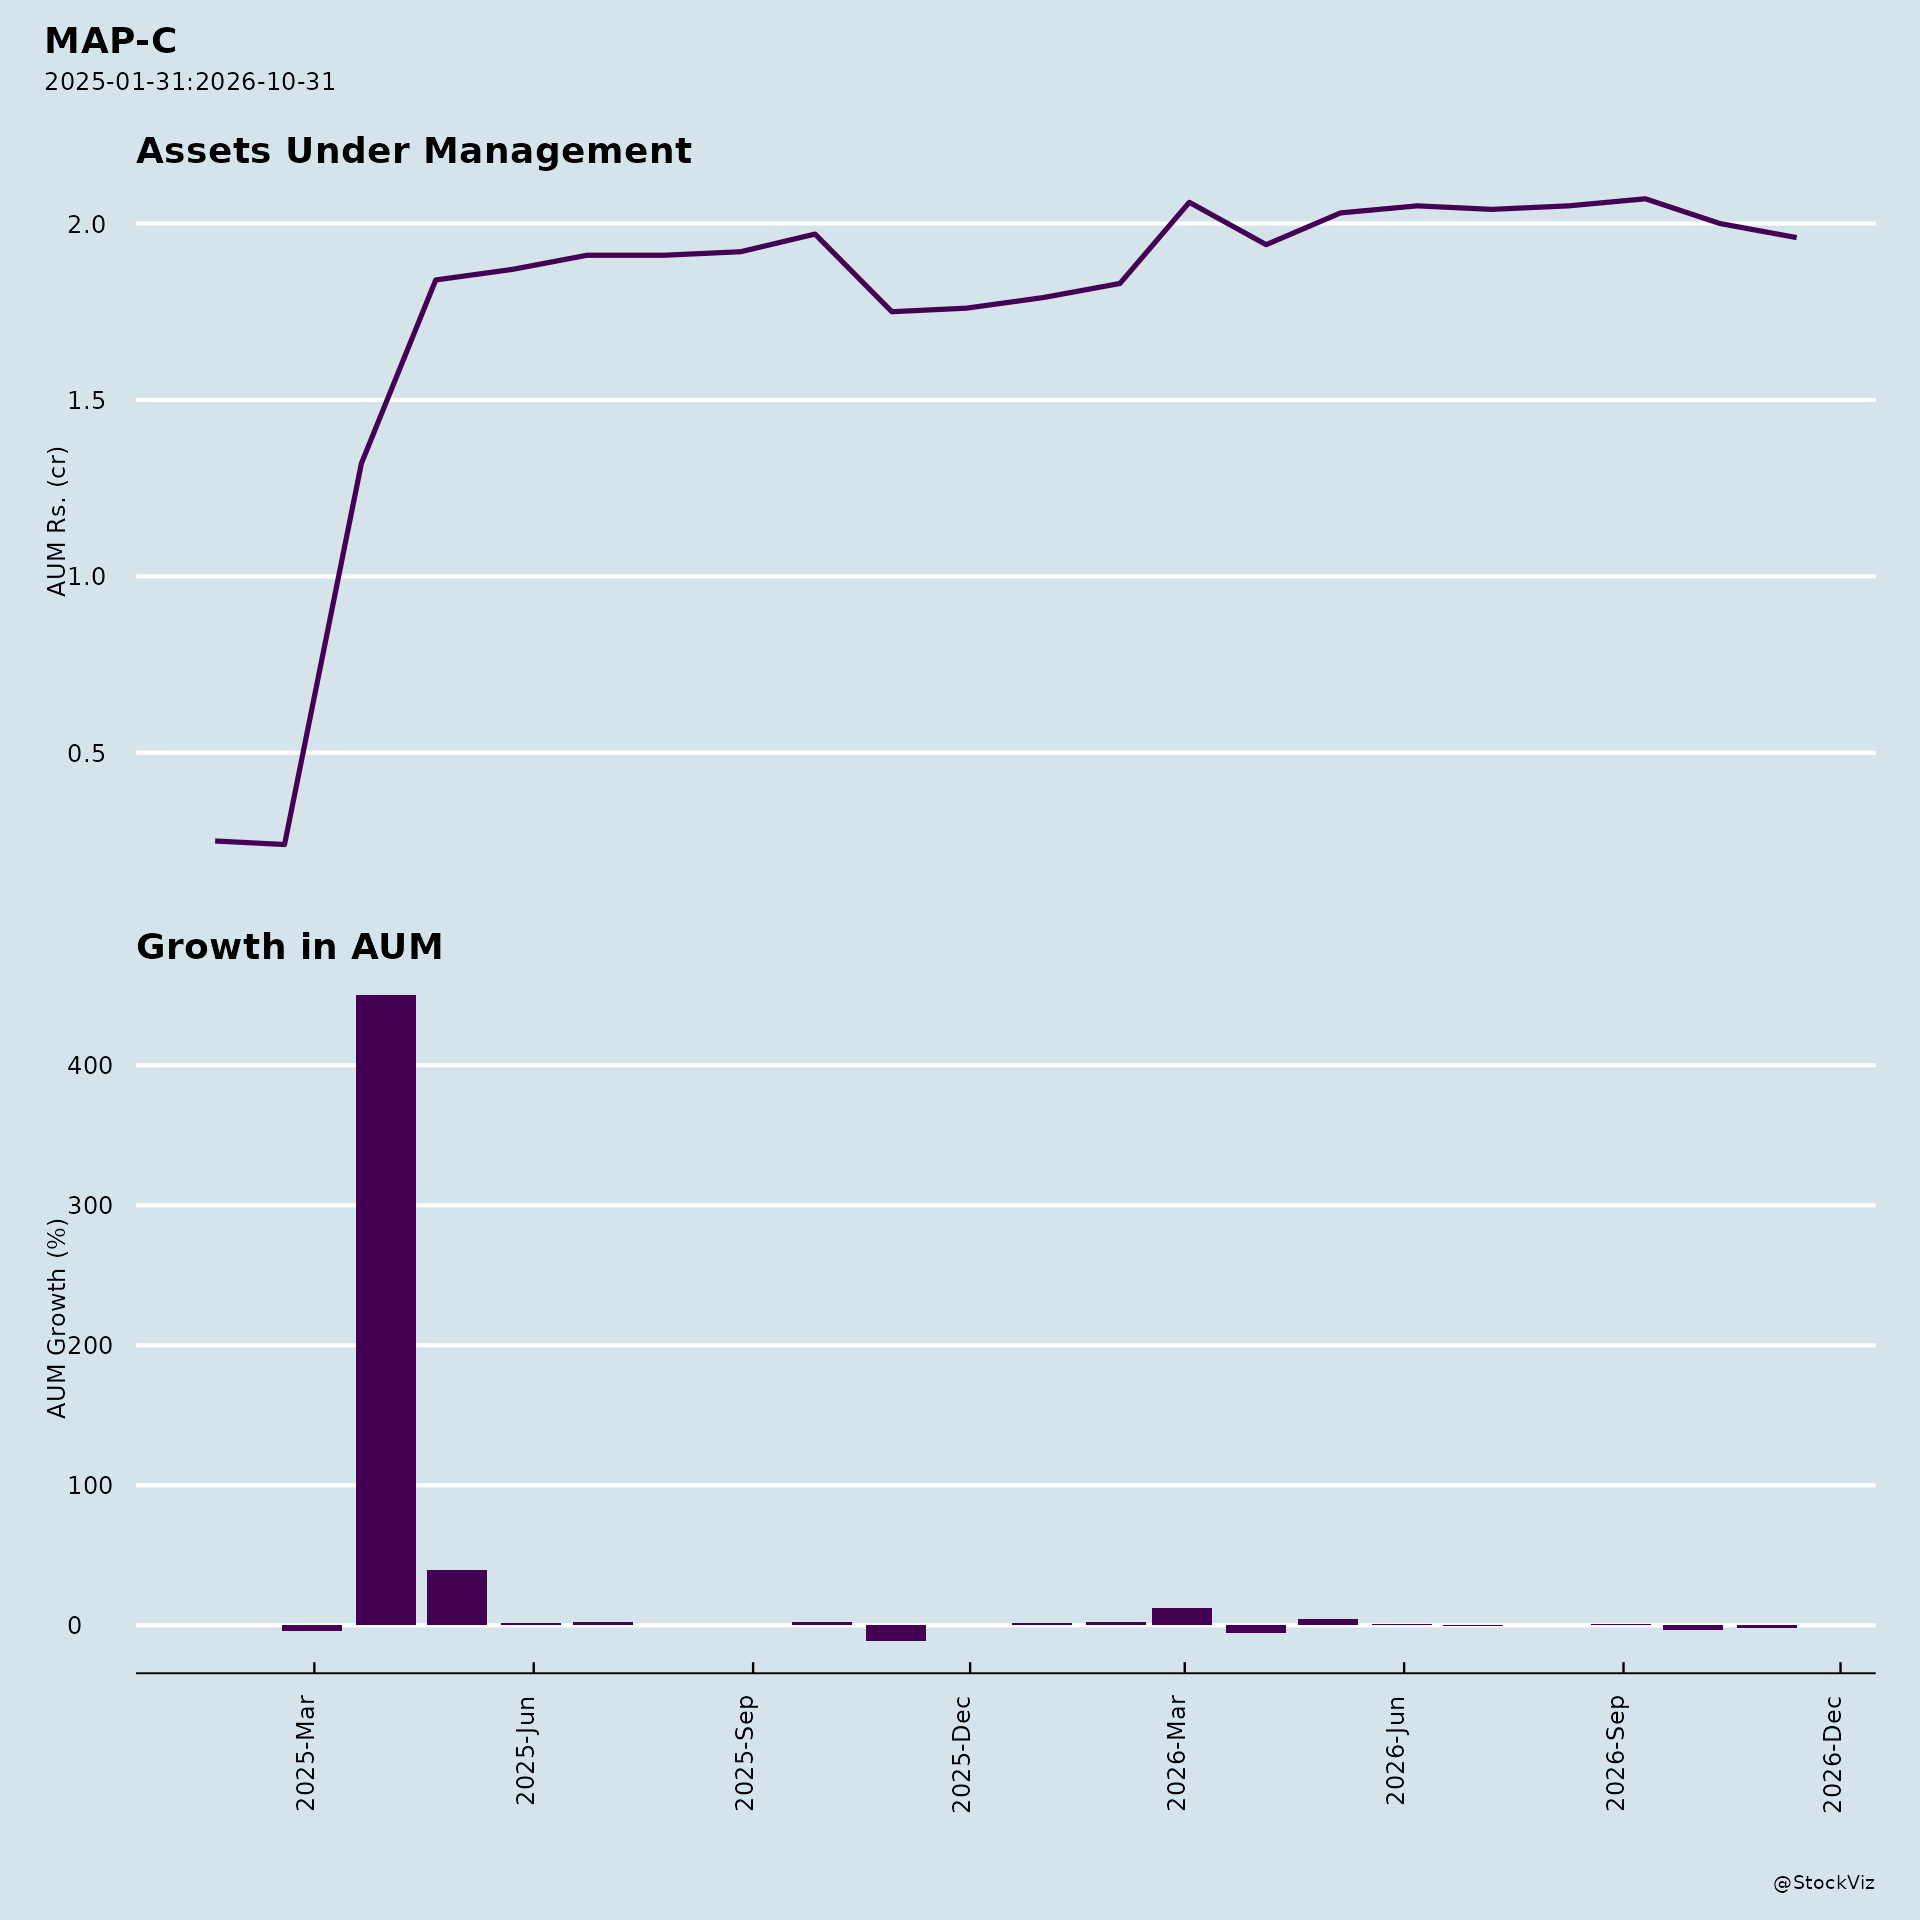 MAP-C
2025-01-31:2026-10-31
Assets Under Management
AUM Rs. (cr)
2.0
1.5
1.0
0.5
Growth in AUM
AUM Growth (%)
400
300
200
100
0
2025-Mar
2025-Jun
2025-Sep
2025-Dec
2026-Mar
2026-Jun
2026-Sep
2026-Dec
@StockViz